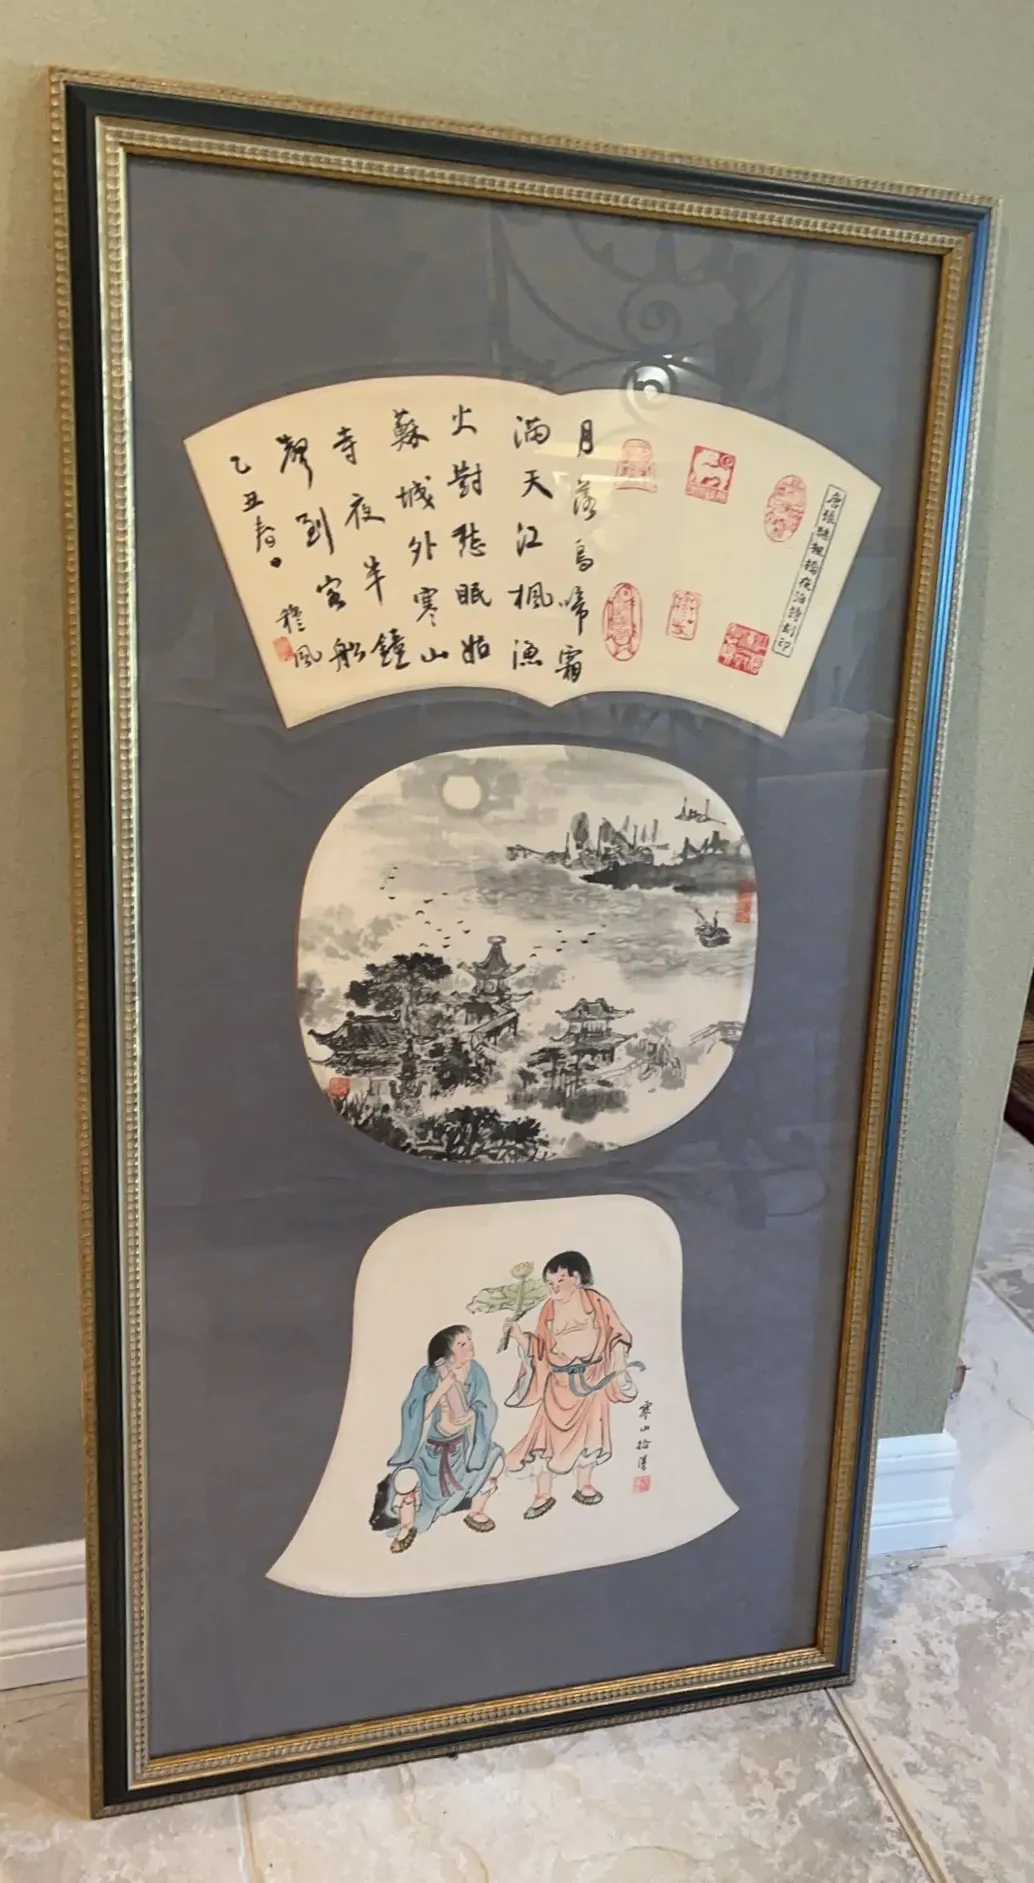 唐張繼楓橋夜泊詩刻印
月落烏啼霜
滿天江楓漁
火對愁眠姑
蘇城外寒山
寺夜半鐘
聲到客船
乙丑春日
寒山拾得